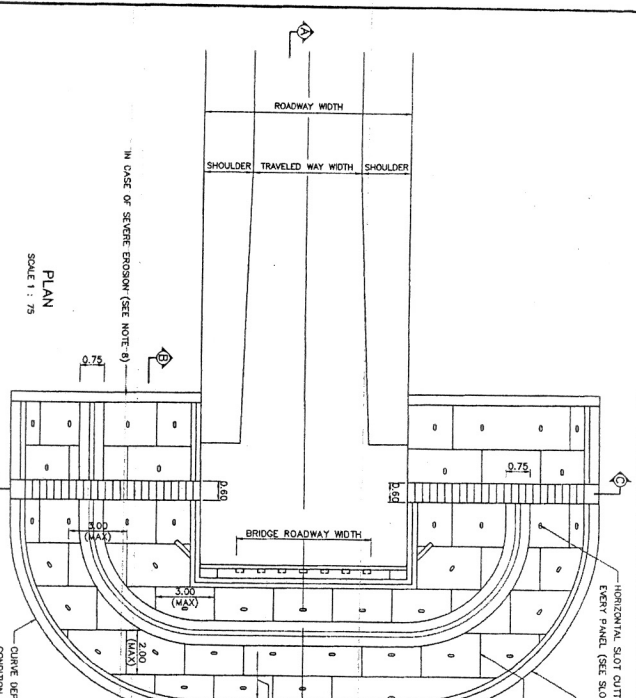 A
ROADWAY WIDTH
SHOULDER
TRAVELED WAY WIDTH
SHOULDER
IN CASE OF SEVERE EROSION (SEE NOTE-8)
PLAN
SCALE 1 : 75
B
0.75
C
0.75
0.60
0.60
3.00
(MAX)
BRIDGE ROADWAY WIDTH
3.00
(MAX)
2.00
(MAX)
HORIZONTAL SLOT CUT
EVERY PANEL (SEE SLO
CURVE DEF
CONDITION